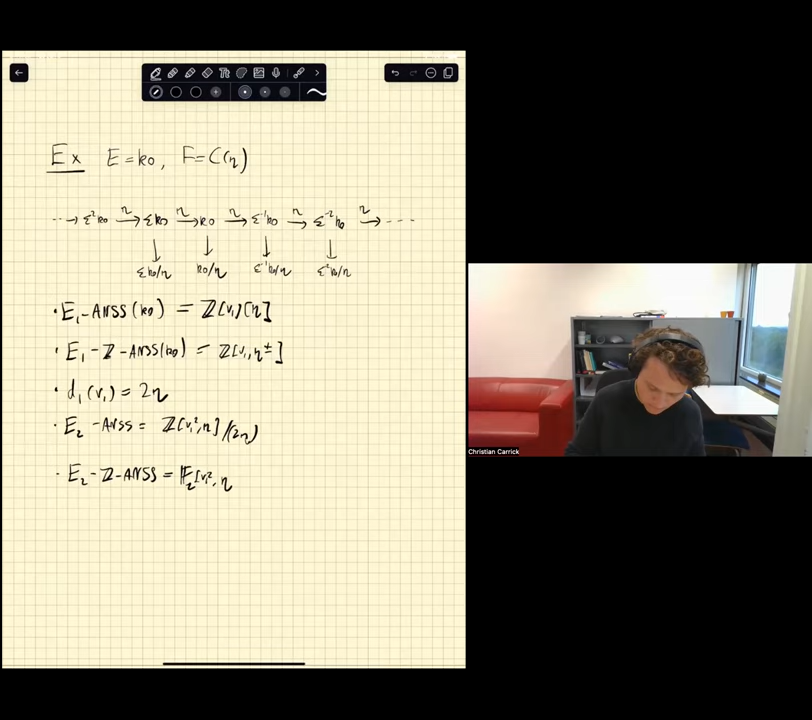 Ex E = ko, F = C(η)
··· → Σ²ko →^η Σko →^η ko →^η Σ⁻¹ko →^η Σ⁻²ko →^η ···
↓ ↓ ↓ ↓
Σko/η ko/η Σ⁻¹ko/η Σ⁻²ko/η
· E₁-ANSS(ko) = ℤ[v₁][η]
· E₁-ℤ-ANSS(ko) = ℤ[v₁, η^±]
· d₁(v₁) = 2η
· E₂-ANSS = ℤ[v₁², η]/(2η)
· E₂-ℤ-ANSS = 𝔽₂[v₁², η
Christian Carrick